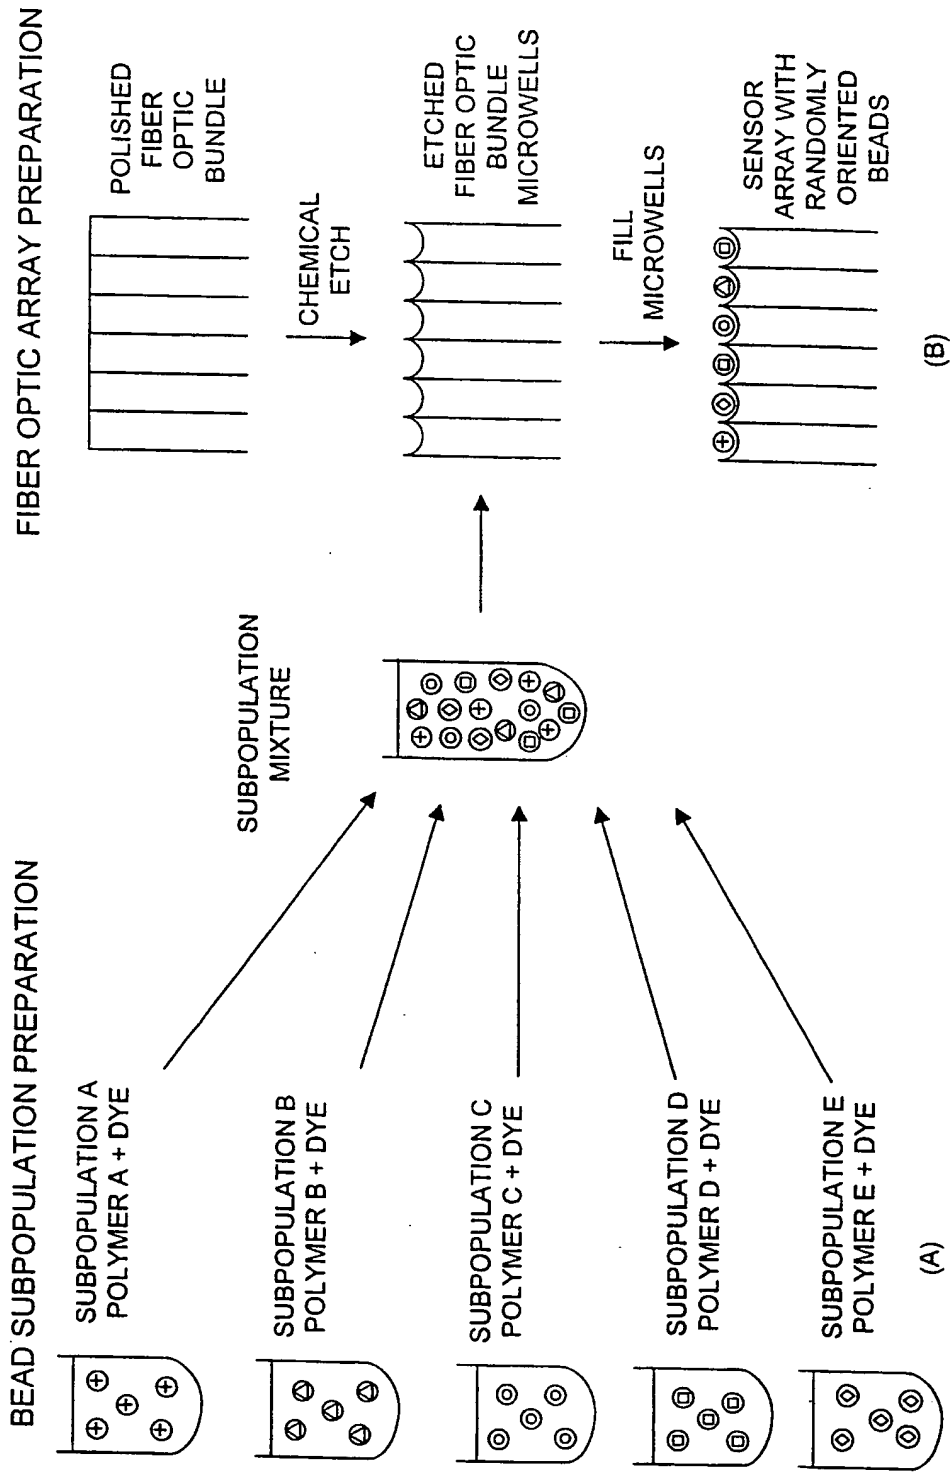 BEAD SUBPOPULATION PREPARATION
SUBPOPULATION A
POLYMER A + DYE
SUBPOPULATION B
POLYMER B + DYE
SUBPOPULATION C
POLYMER C + DYE
SUBPOPULATION D
POLYMER D + DYE
SUBPOPULATION E
POLYMER E + DYE
(A)
SUBPOPULATION
MIXTURE
FIBER OPTIC ARRAY PREPARATION
POLISHED
FIBER
OPTIC
BUNDLE
CHEMICAL
ETCH
ETCHED
FIBER OPTIC
BUNDLE
MICROWELLS
FILL
MICROWELLS
SENSOR
ARRAY WITH
RANDOMLY
ORIENTED
BEADS
(B)